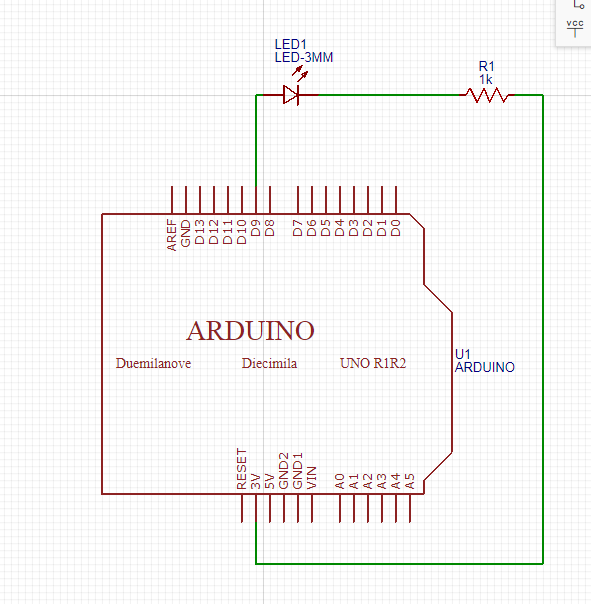 VCC
LED1
LED-3MM
R1
1k
AREF
GND
D13
D12
D11
D10
D9
D8
D7
D6
D5
D4
D3
D2
D1
D0
ARDUINO
Duemilanove
Diecimila
UNO R1R2
U1
ARDUINO
RESET
3V
5V
GND2
GND1
VIN
A0
A1
A2
A3
A4
A5